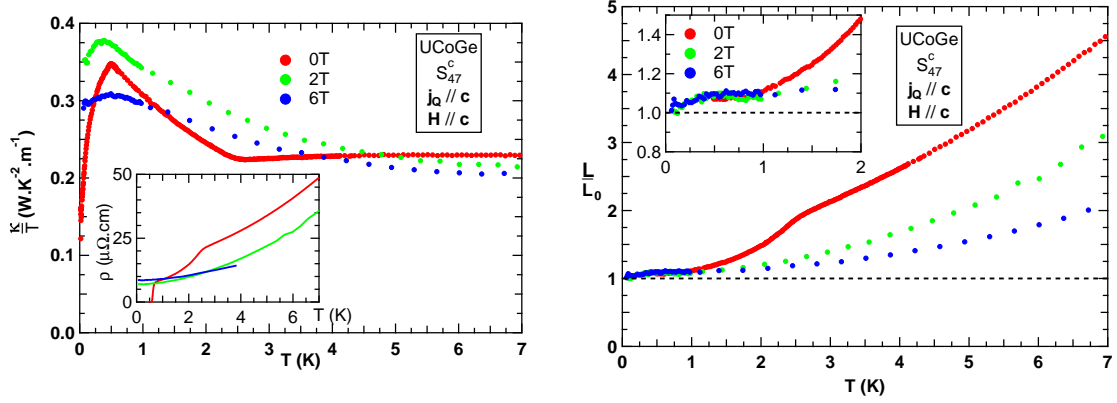 0.4
0.3
0.2
0.1
0.0
κ/T (W.K⁻².m⁻¹)
0T
2T
6T
UCoGe
S₄₇ᶜ
jQ // c
H // c
50
25
0
ρ (μΩ.cm)
0 2 4 6 T (K)
0 1 2 3 4 5 6 7
T (K)
5
4
3
2
1
0
L/L₀
1.4
1.2
1.0
0.8
0 1 2
0T
2T
6T
UCoGe
S₄₇ᶜ
jQ // c
H // c
0 1 2 3 4 5 6 7
T (K)